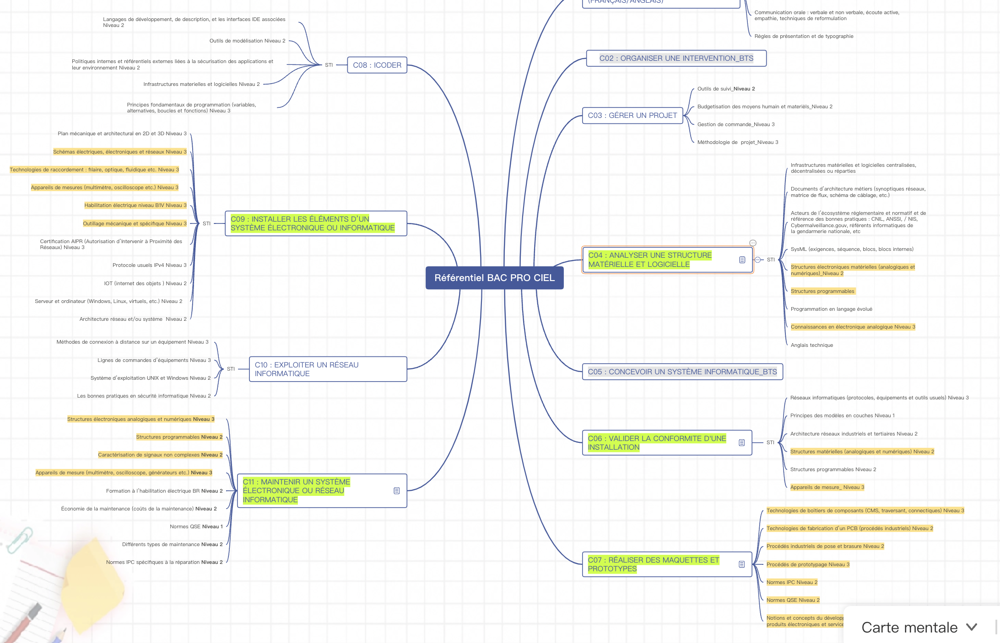 (FRANÇAIS/ANGLAIS)
Communication orale : verbale et non verbale, écoute active,
empathie, techniques de reformulation
Règles de présentation et de typographie
C02 : ORGANISER UNE INTERVENTION_BTS
C03 : GÉRER UN PROJET
Outils de suivi_Niveau 2
Budgetisation des moyens humain et materièls_Niveau 2
Gestion de commande_Niveau 3
Méthodologie de  projet_Niveau 3
C04 : ANALYSER UNE STRUCTURE
MATÉRIELLE ET LOGICIELLE
STI
Infrastructures matérielles et logicielles centralisées,
décentralisées ou réparties
Documents d'architecture métiers (synoptiques réseaux,
matrice de flux, schéma de câblage, etc.)
Acteurs de l'écosystème réglementaire et normatif et de
référence des bonnes pratiques : CNIL, ANSSI, / NIS,
Cybermalveillance.gouv, référents informatiques de
la gendarmerie nationale, etc
SysML (exigences, séquence, blocs, blocs internes)
Structures électroniques matérielles (analogiques et
numériques)_Niveau 2
Structures programmables
Programmation en langage évolué
Connaissances en électronique analogique Niveau 3
Anglais technique
C05 : CONCEVOIR UN SYSTÈME INFORMATIQUE_BTS
C06 : VALIDER LA CONFORMITE D'UNE
INSTALLATION
STI
Réseaux informatiques (protocoles, équipements et outils usuels) Niveau 3
Principes des modèles en couches Niveau 1
Architecture réseaux industriels et tertiaires Niveau 2
Structures matérielles (analogiques et numériques) Niveau 2
Structures programmables Niveau 2
Appareils de mesure_ Niveau 3
C07 : RÉALISER DES MAQUETTES ET
PROTOTYPES
Technologies de boîtiers de composants (CMS, traversant, connectiques) Niveau 3
Technologies de fabrication d'un PCB (procédés industriels) Niveau 2
Procédés industriels de pose et brasure Niveau 2
Procédés de prototypage Niveau 3
Normes IPC Niveau 2
Normes QSE Niveau 2
Notions et concepts du
produits électroniques et
Référentiel BAC PRO CIEL
C08 : ICODER
STI
Langages de développement, de description, et les interfaces IDE associées
Niveau 2
Outils de modélisation Niveau 2
Politiques internes et référentiels externes liées à la sécurisation des applications et
leur environnement Niveau 2
Infrastructures materielles et logicielles Niveau 2
Principes fondamentaux de programmation (variables,
alternatives, boucles et fonctions) Niveau 3
C09 : INSTALLER LES ÉLÉMENTS D'UN
SYSTÈME ÉLECTRONIQUE OU INFORMATIQUE
STI
Plan mécanique et architectural en 2D et 3D Niveau 3
Schémas électriques, électroniques et réseaux Niveau 3
Technologies de raccordement : filaire, optique, fluidique etc. Niveau 3
Appareils de mesures (multimètre, oscilloscope etc.) Niveau 3
Habilitation électrique niveau B1V Niveau 3
Outillage mécanique et spécifique Niveau 3
Certification AIPR (Autorisation d'Intervenir à Proximité des
Réseaux) Niveau 3
Protocole usuels IPv4 Niveau 3
IOT (internet des objets ) Niveau 2
Serveur et ordinateur (Windows, Linux, virtuels, etc.) Niveau 2
Architecture réseau et/ou système  Niveau 2
C10 : EXPLOITER UN RÉSEAU
INFORMATIQUE
STI
Méthodes de connexion à distance sur un équipement Niveau 3
Lignes de commandes d'équipements Niveau 3
Système d'exploitation UNIX et Windows Niveau 2
Les bonnes pratiques en sécurité informatique Niveau 2
C11 : MAINTENIR UN SYSTÈME
ÉLECTRONIQUE OU RÉSEAU
INFORMATIQUE
Structures électroniques analogiques et numériques Niveau 3
Structures programmables Niveau 2
Caractérisation de signaux non complexes Niveau 2
Appareils de mesure (multimètre, oscilloscope, générateurs etc.) Niveau 3
Formation à l'habilitation électrique BR Niveau 2
Économie de la maintenance (coûts de la maintenance) Niveau 2
Normes QSE Niveau 1
Différents types de maintenance Niveau 2
Normes IPC spécifiques à la réparation Niveau 2
Carte mentale